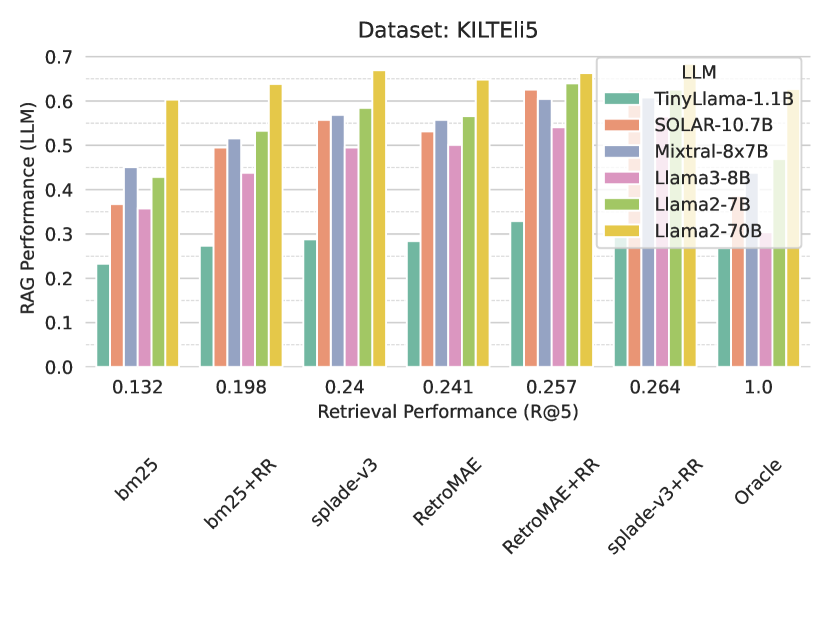 Dataset: KILTEli5
RAG Performance (LLM)
0.7
0.6
0.5
0.4
0.3
0.2
0.1
0.0
LLM
TinyLlama-1.1B
SOLAR-10.7B
Mixtral-8x7B
Llama3-8B
Llama2-7B
Llama2-70B
0.132 0.198 0.24 0.241 0.257 0.264 1.0
Retrieval Performance (R@5)
bm25 bm25+RR splade-v3 RetroMAE RetroMAE+RR splade-v3+RR Oracle